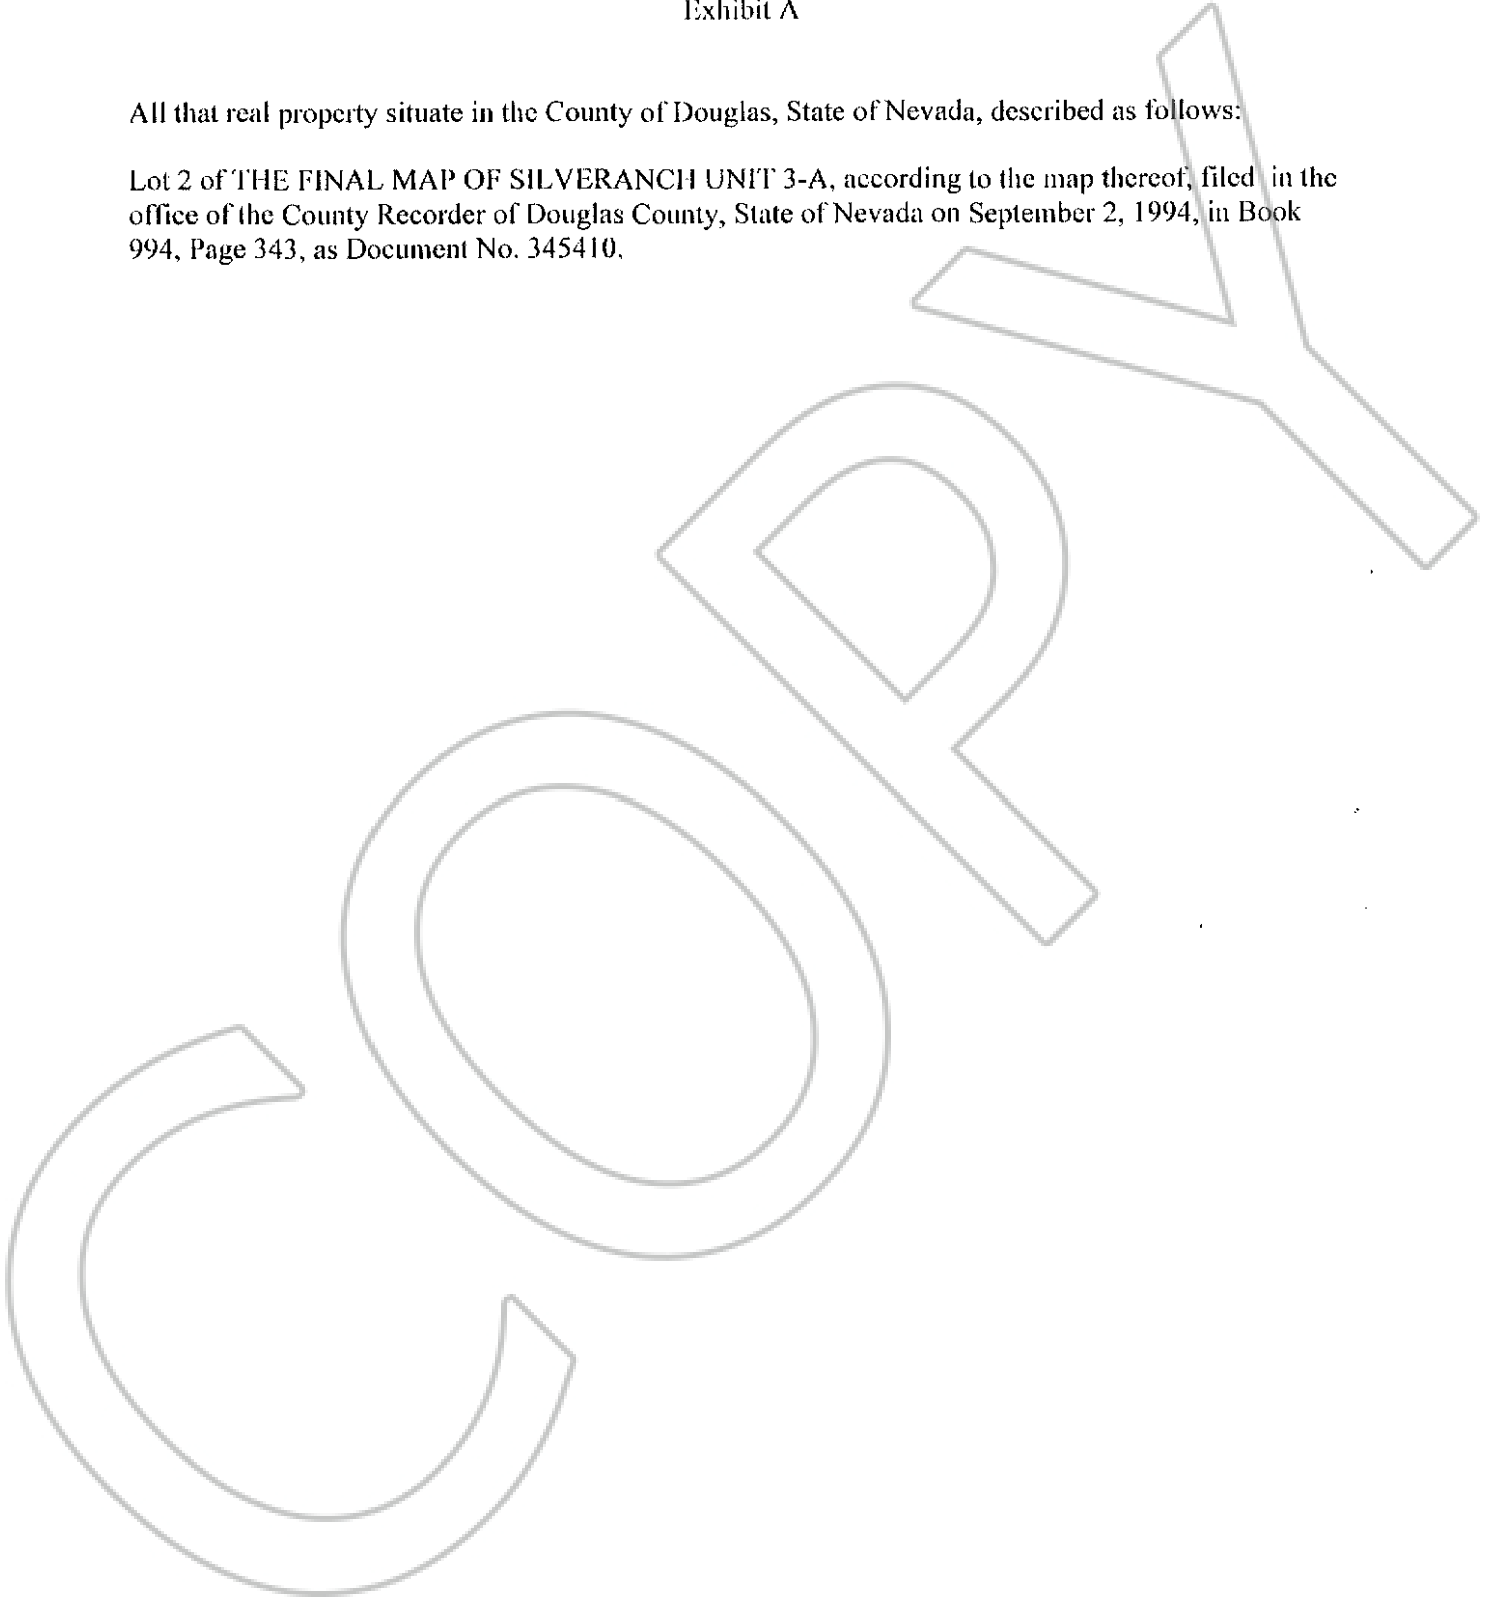 Exhibit A
All that real property situate in the County of Douglas, State of Nevada, described as follows:
Lot 2 of THE FINAL MAP OF SILVERANCH UNIT 3-A, according to the map thereof, filed in the
office of the County Recorder of Douglas County, State of Nevada on September 2, 1994, in Book
994, Page 343, as Document No. 345410.
COPY